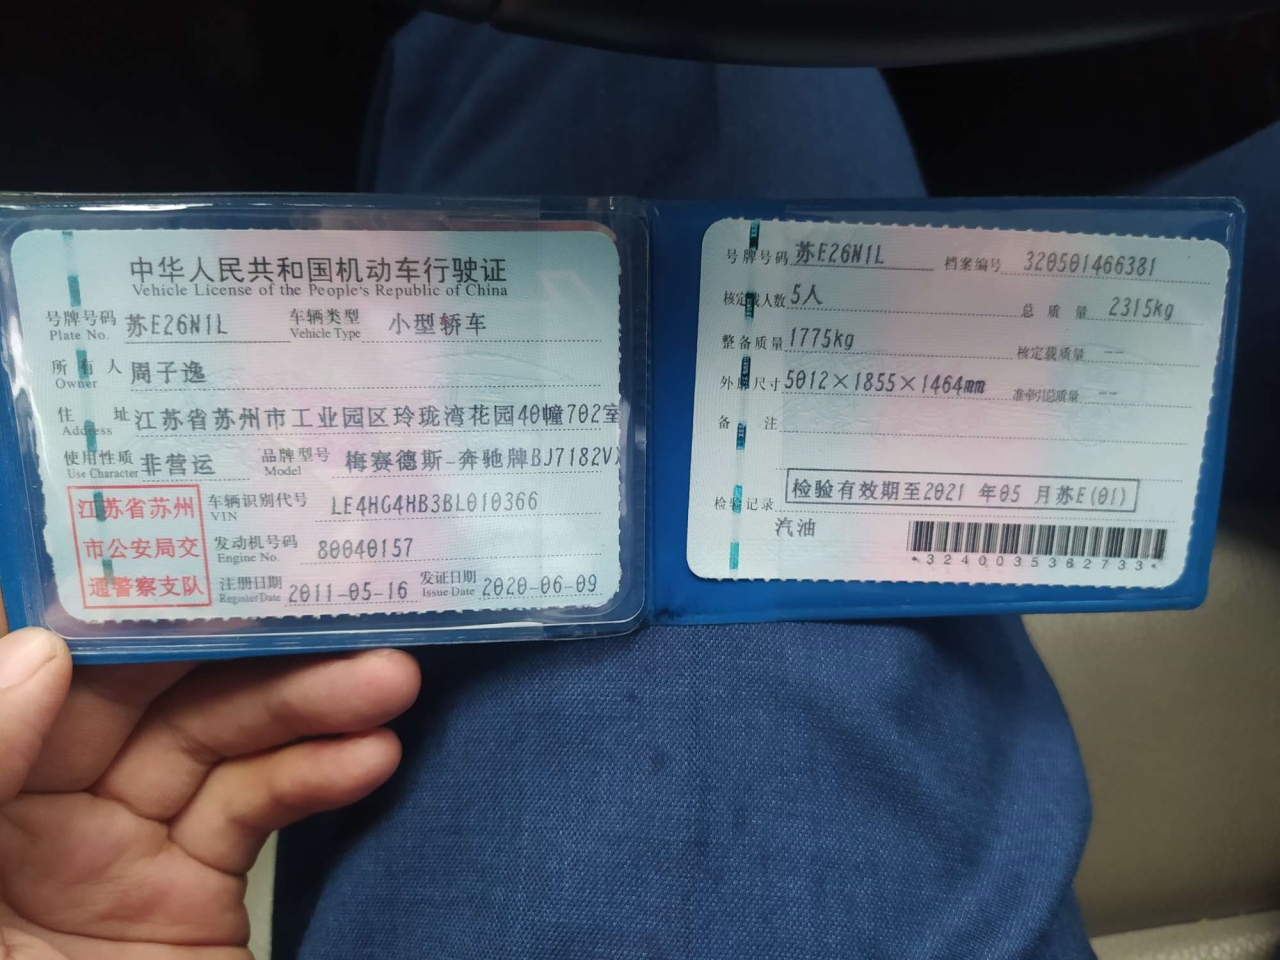 中华人民共和国机动车行驶证
Vehicle License of the People's Republic of China
号牌号码 苏E26N1L 车辆类型 小型轿车
Plate No. Vehicle Type
所有人 周子逸
Owner
住址 江苏省苏州市工业园区玲珑湾花园40幢702室
Address
使用性质 非营运 品牌型号 梅赛德斯-奔驰牌BJ7182V
Use Character Model
江苏省苏州
市公安局交
通警察支队
车辆识别代号 LE4HG4HB3BL010366
VIN
发动机号码 80040157
Engine No.
注册日期 2011-05-16 发证日期 2020-06-09
Register Date Issue Date
号牌号码 苏E26N1L 档案编号 320501466381
核定载人数 5人 总质量 2315kg
整备质量 1775kg 核定载质量 --
外廓尺寸 5012×1855×1464mm 准牵引总质量 --
备注
检验记录 检验有效期至2021年05月苏E(01)
汽油
*3240035362733*